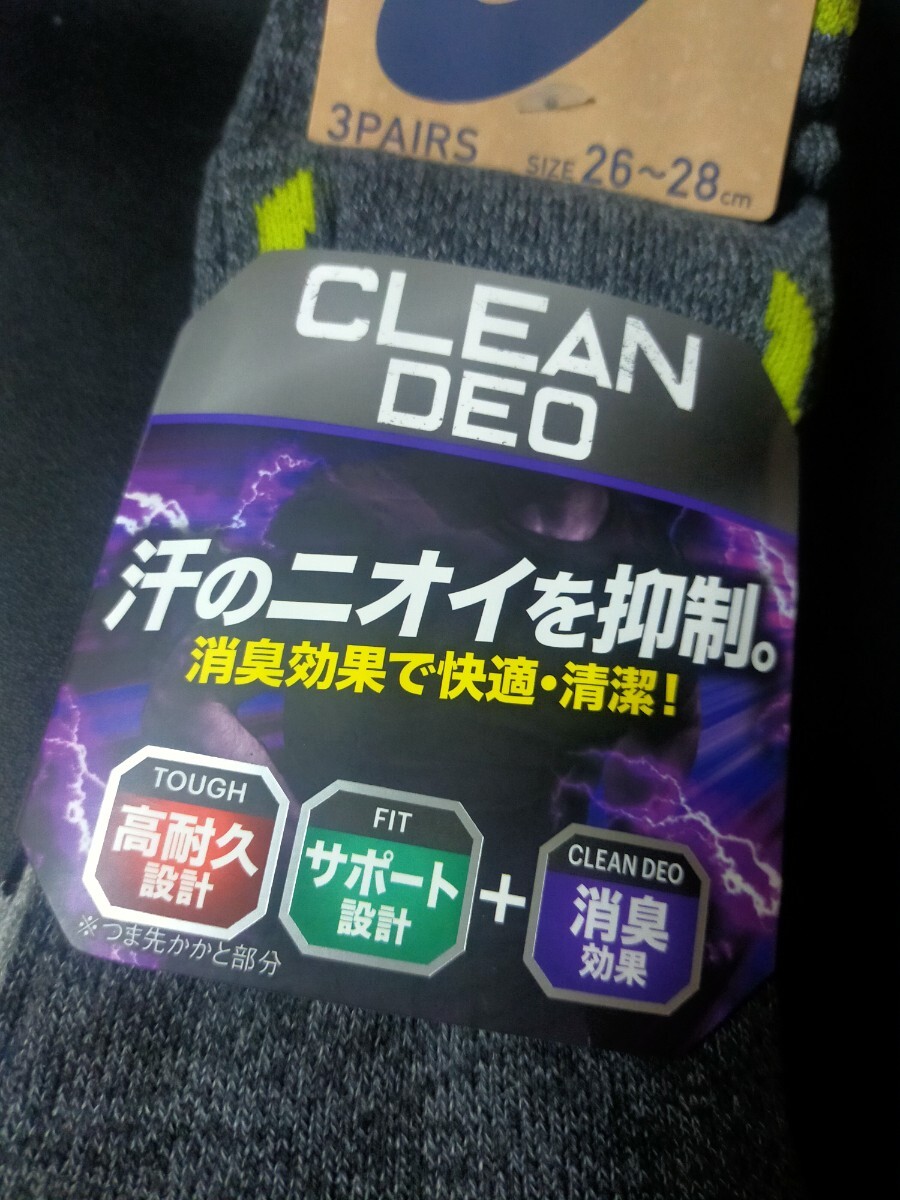 3PAIRS
SIZE 26~28cm
CLEAN
DEO
汗のニオイを抑制。
消臭効果で快適・清潔!
TOUGH
高耐久
設計
※つま先かかと部分
FIT
サポート
設計
+
CLEAN DEO
消臭
効果